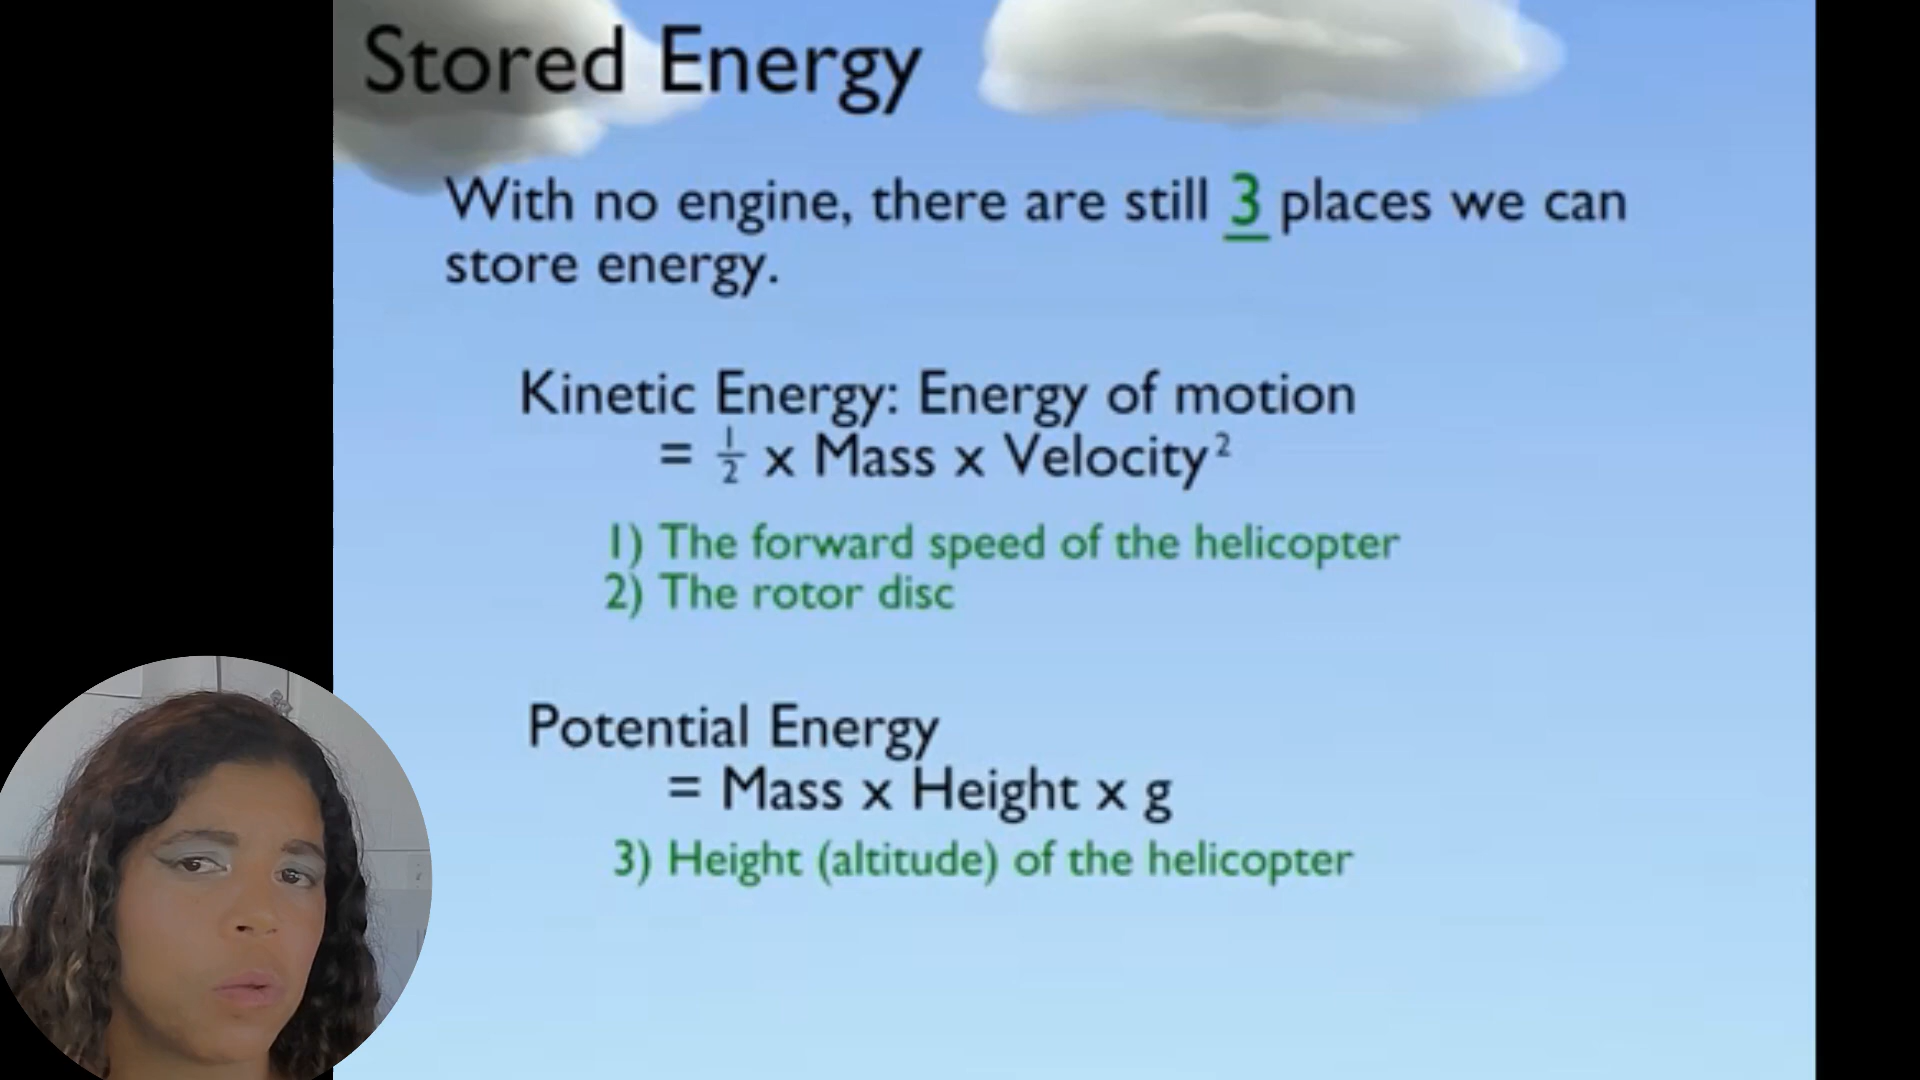 Stored Energy
With no engine, there are still 3 places we can
store energy.
Kinetic Energy: Energy of motion
= ½ x Mass x Velocity²
1) The forward speed of the helicopter
2) The rotor disc
Potential Energy
= Mass x Height x g
3) Height (altitude) of the helicopter